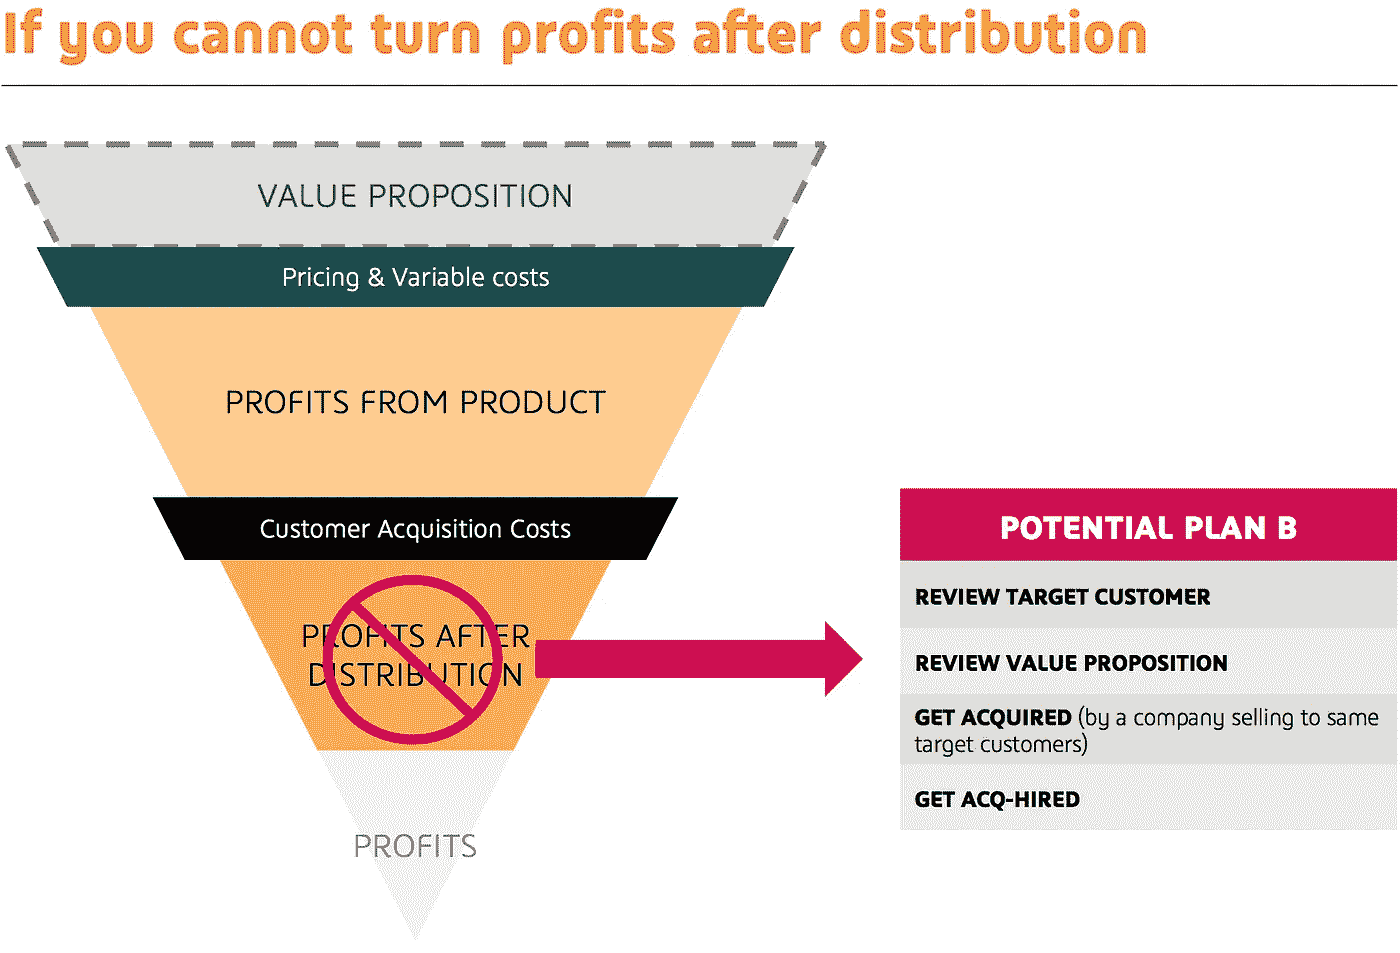 If you cannot turn profits after distribution
VALUE PROPOSITION
Pricing & Variable costs
PROFITS FROM PRODUCT
Customer Acquisition Costs
PROFITS AFTER
DISTRIBUTION
PROFITS
POTENTIAL PLAN B
REVIEW TARGET CUSTOMER
REVIEW VALUE PROPOSITION
GET ACQUIRED (by a company selling to same
target customers)
GET ACQ-HIRED